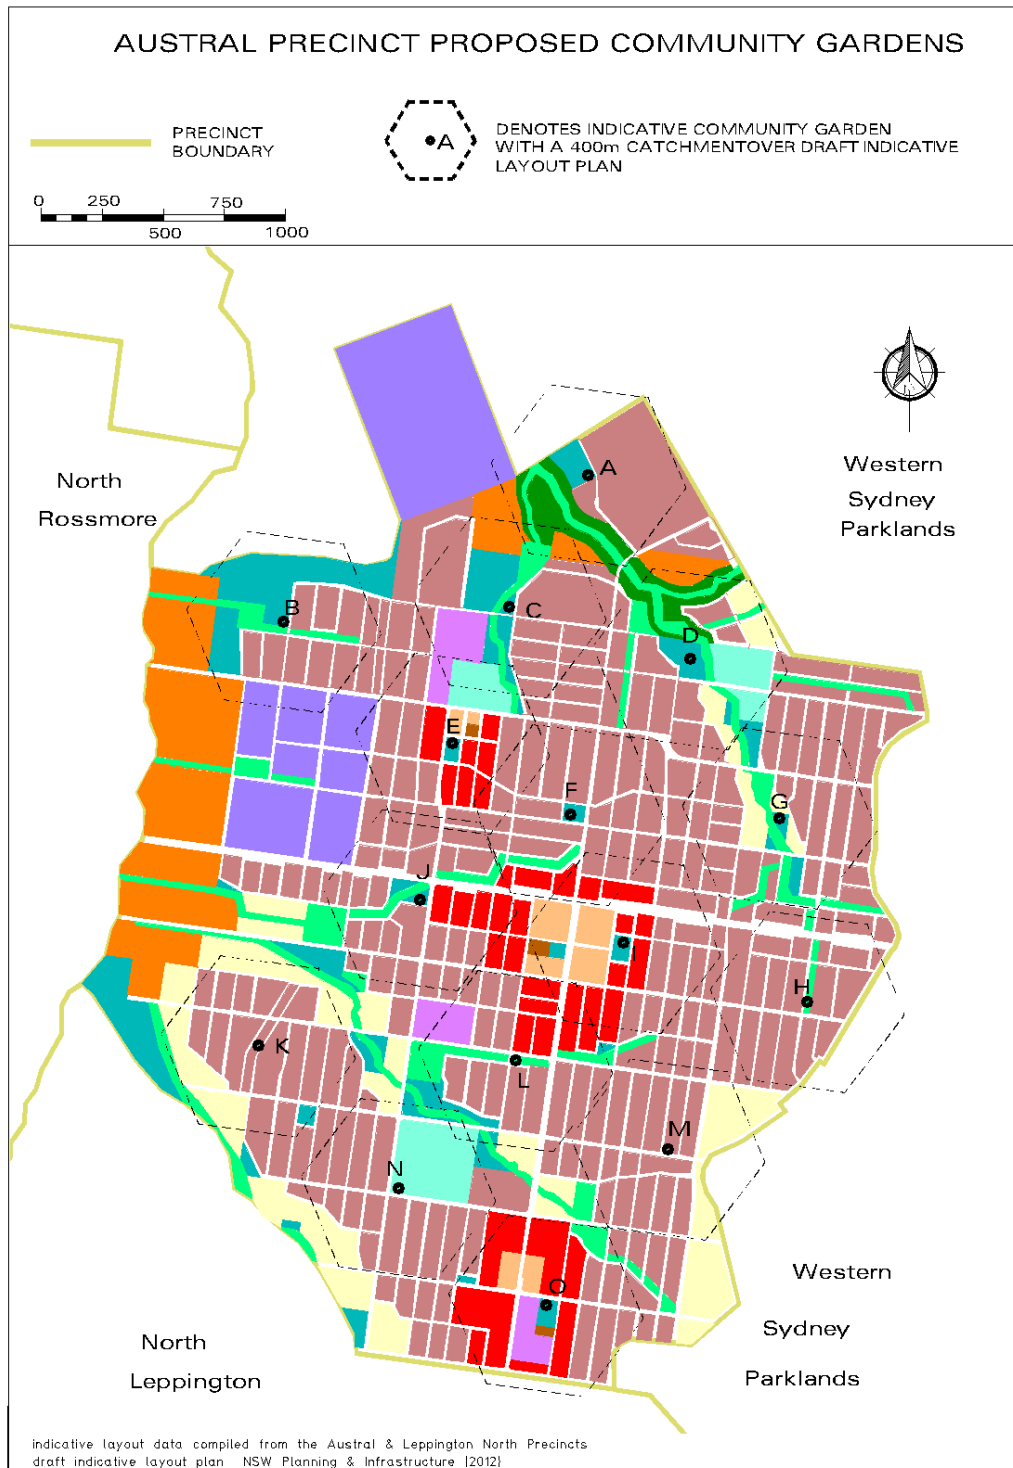 AUSTRAL PRECINCT PROPOSED COMMUNITY GARDENS
PRECINCT
BOUNDARY
A
DENOTES INDICATIVE COMMUNITY GARDEN
WITH A 400m CATCHMENTOVER DRAFT INDICATIVE
LAYOUT PLAN
0 250 750
500 1000
North
Rossmore
Western
Sydney
Parklands
A
B
C
D
E
F
G
J
I
H
K
L
M
N
O
Western
Sydney
Parklands
North
Leppington
indicative layout data compiled from the Austral & Leppington North Precincts
draft indicative layout plan NSW Planning & Infrastructure [2012]